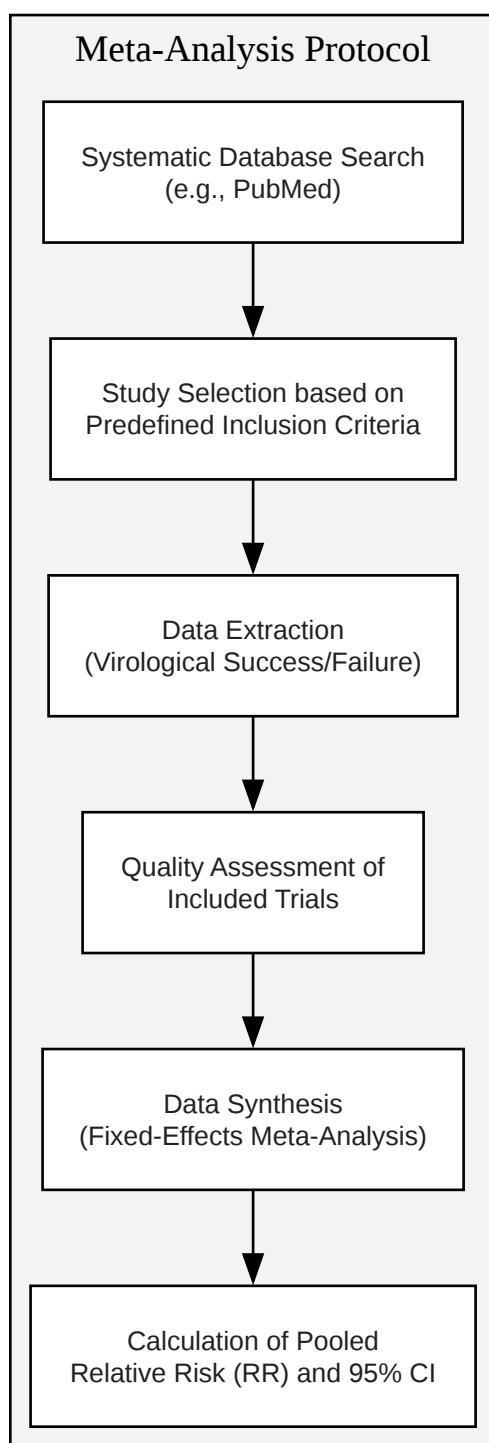 Meta-Analysis Protocol
Systematic Database Search
(e.g., PubMed)
Study Selection based on
Predefined Inclusion Criteria
Data Extraction
(Virological Success/Failure)
Quality Assessment of
Included Trials
Data Synthesis
(Fixed-Effects Meta-Analysis)
Calculation of Pooled
Relative Risk (RR) and 95% CI